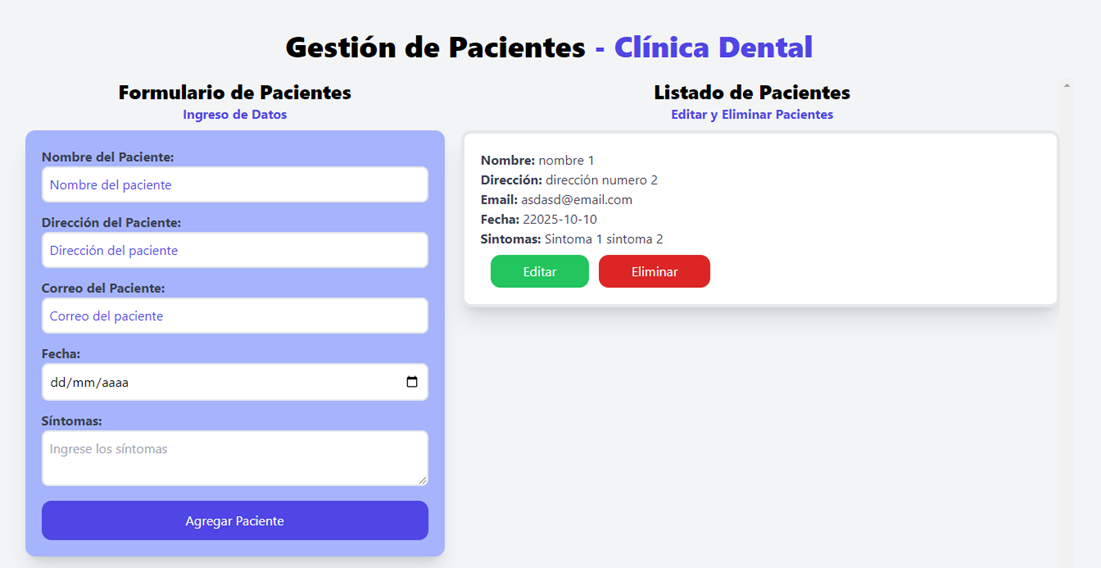 Gestión de Pacientes - Clínica Dental
Formulario de Pacientes
Ingreso de Datos
Nombre del Paciente:
Nombre del paciente
Dirección del Paciente:
Dirección del paciente
Correo del Paciente:
Correo del paciente
Fecha:
dd/mm/aaaa
Síntomas:
Ingrese los síntomas
Agregar Paciente
Listado de Pacientes
Editar y Eliminar Pacientes
Nombre: nombre 1
Dirección: dirección numero 2
Email: asdasd@email.com
Fecha: 22025-10-10
Sintomas: Sintoma 1 sintoma 2
Editar
Eliminar